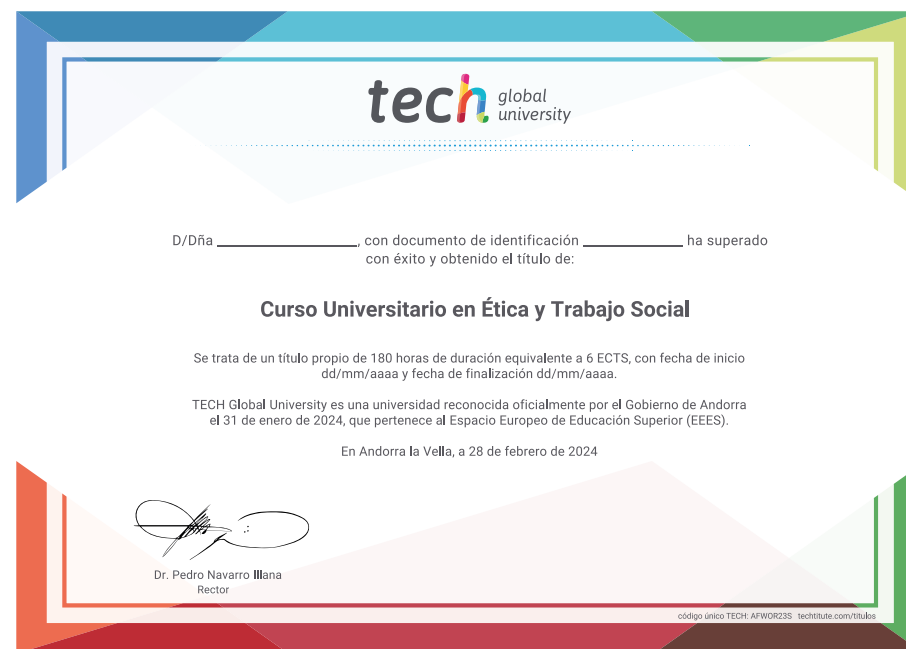 tech global university
D/Dña ____________, con documento de identificación ____________ ha superado
con éxito y obtenido el título de:
Curso Universitario en Ética y Trabajo Social
Se trata de un título propio de 180 horas de duración equivalente a 6 ECTS, con fecha de inicio
dd/mm/aaaa y fecha de finalización dd/mm/aaaa.
TECH Global University es una universidad reconocida oficialmente por el Gobierno de Andorra
el 31 de enero de 2024, que pertenece al Espacio Europeo de Educación Superior (EEES).
En Andorra la Vella, a 28 de febrero de 2024
Dr. Pedro Navarro Illana
Rector
código único TECH: AFWOR23S techtitute.com/titulos